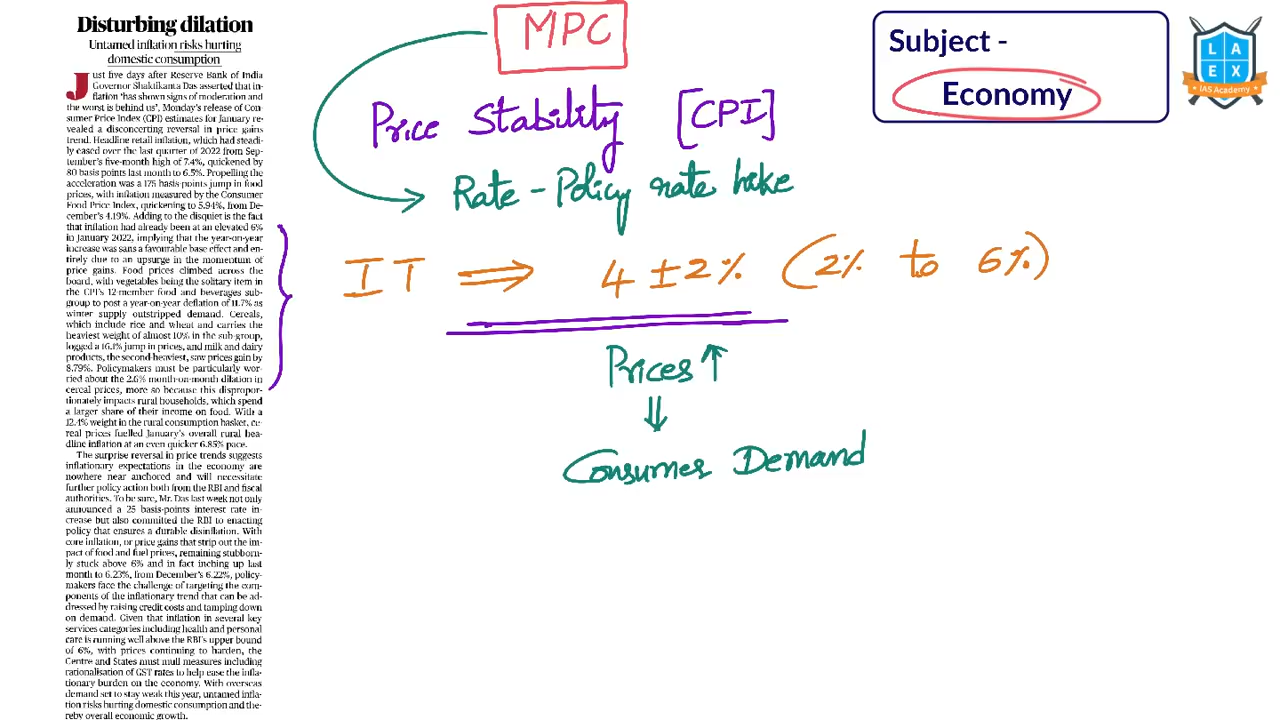 Disturbing dilation
Untamed inflation risks hurting
domestic consumption
Just five days after Reserve Bank of India
Governor Shaktikanta Das asserted that in-
flation 'has shown signs of moderation and
the worst is behind us', Monday's release of Con-
sumer Price Index (CPI) estimates for January re-
vealed a disconcerting reversal in price gains
trend. Headline retail inflation, which had steadi-
ly eased over the last quarter of 2022 from Sep-
tember's five-month high of 7.4%, quickened by
80 basis points last month to 6.5%. Propelling the
acceleration was a 175 basis-points jump in food
prices, with inflation measured by the Consumer
Food Price Index, quickening to 5.94%, from De-
cember's 4.19%. Adding to the disquiet is the fact
that inflation had already been at an elevated 6%
in January 2022, implying that the year-on-year
increase was sans a favourable base effect and en-
tirely due to an upsurge in the momentum of
price gains. Food prices climbed across the
board, with vegetables being the solitary item in
the CPI's 12-member food and beverages sub-
group to post a year-on-year deflation of 11.7% as
winter supply outstripped demand. Cereals,
which include rice and wheat and carries the
heaviest weight of almost 10% in the sub-group,
logged a 16.1% jump in prices, and milk and dairy
products, the second-heaviest, saw prices gain by
8.79%. Policymakers must be particularly wor-
ried about the 2.6% month-on-month dilation in
cereal prices, more so because this dispropor-
tionately impacts rural households, which spend
a larger share of their income on food. With a
12.4% weight in the rural consumption basket, ce-
real prices fuelled January's overall rural hea-
dline inflation at an even quicker 6.85% pace.
The surprise reversal in price trends suggests
inflationary expectations in the economy are
nowhere near anchored and will necessitate
further policy action both from the RBI and fiscal
authorities. To be sure, Mr. Das last week not only
announced a 25 basis-points interest rate in-
crease but also committed the RBI to enacting
policy that ensures a durable disinflation. With
core inflation, or price gains that strip out the im-
pact of food and fuel prices, remaining stubborn-
ly stuck above 6% and in fact inching up last
month to 6.23%, from December's 6.22%, policy-
makers face the challenge of targeting the com-
ponents of the inflationary trend that can be ad-
dressed by raising credit costs and tamping down
on demand. Given that inflation in several key
services categories including health and personal
care is running well above the RBI's upper bound
of 6%, with prices continuing to harden, the
Centre and States must mull measures including
rationalisation of GST rates to help ease the infla-
tionary burden on the economy. With overseas
demand set to stay weak this year, untamed infla-
tion risks hurting domestic consumption and the-
reby overall economic growth.
MPC
Price Stability [CPI]
Rate - Policy rate hike
IT ⇒ 4 ± 2% (2% to 6%)
Prices ↑
⇓
Consumer Demand
Subject -
Economy
LA
EX
IAS Academy